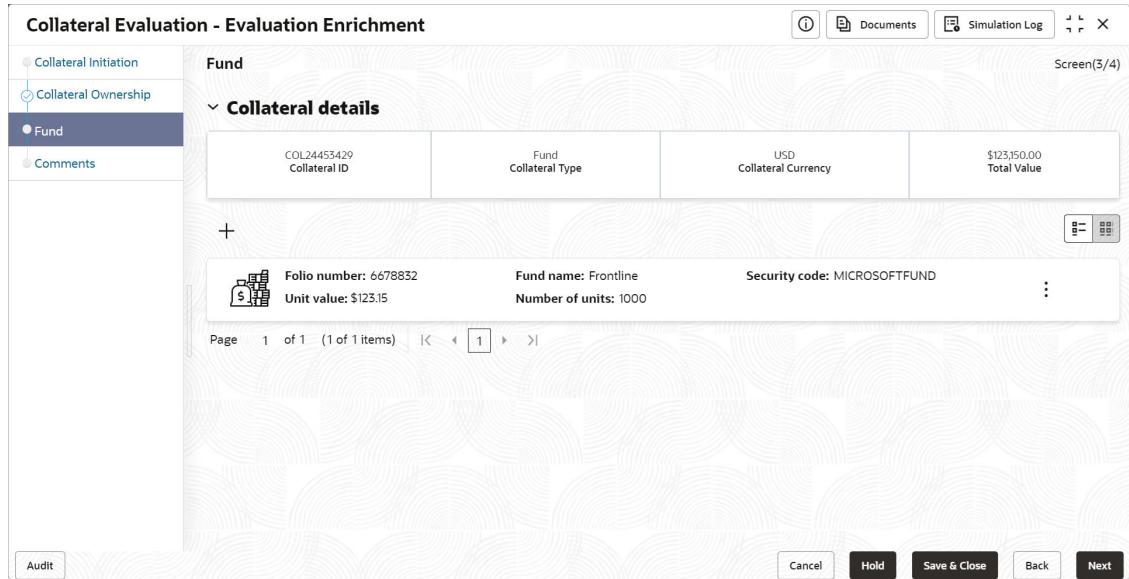 Collateral Evaluation - Evaluation Enrichment
Documents
Simulation Log
Collateral Initiation
Collateral Ownership
Fund
Comments
Fund
Screen(3/4)
Collateral details
COL24453429
Collateral ID
Fund
Collateral Type
USD
Collateral Currency
$123,150.00
Total Value
Folio number: 6678832 Fund name: Frontline Security code: MICROSOFTFUND
Unit value: $123.15 Number of units: 1000
Page 1 of 1 (1 of 1 items) 1
Audit Cancel Hold Save & Close Back Next